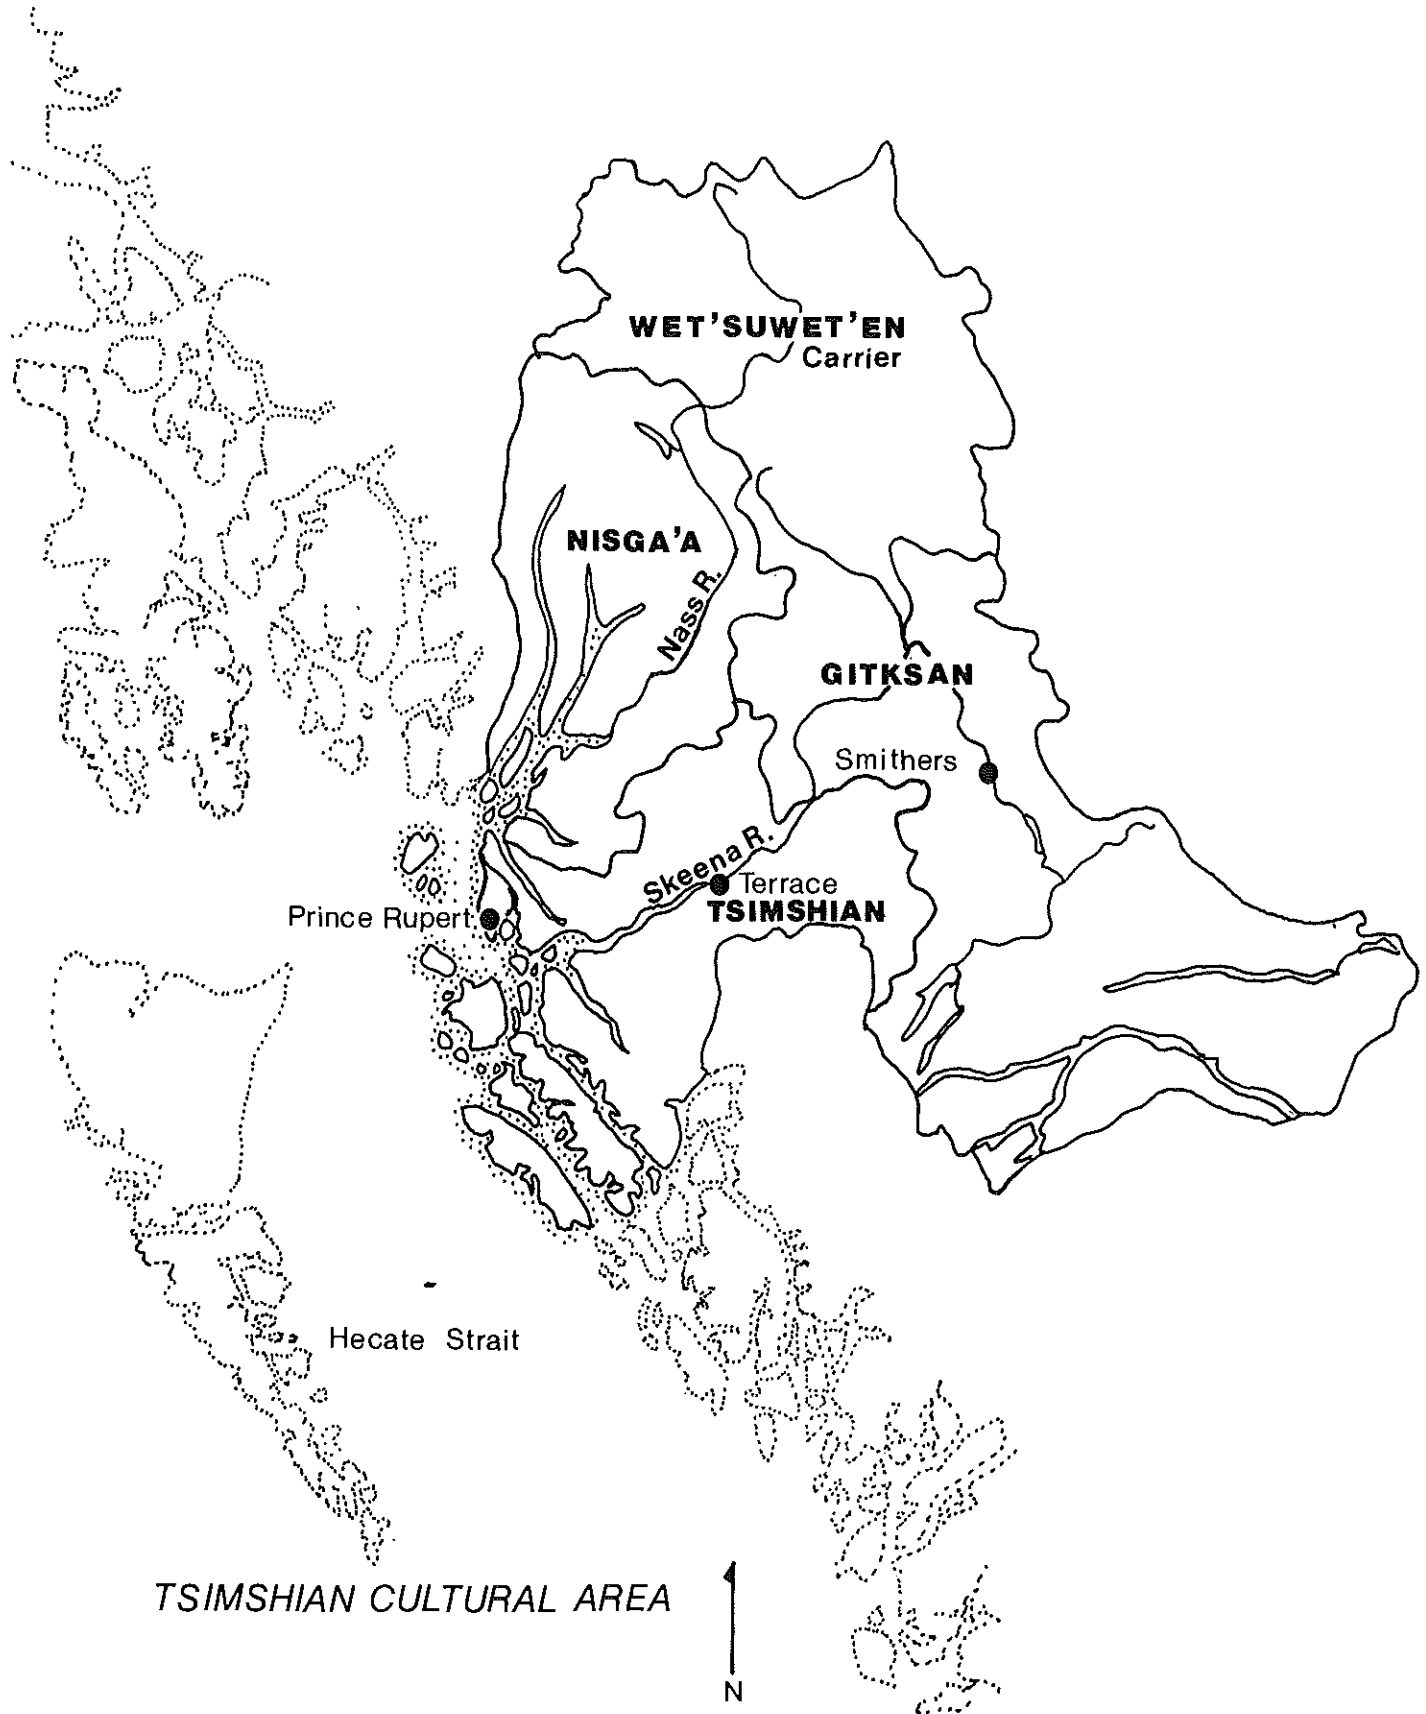 WET'SUWET'EN
Carrier
NISGA'A
Nass R.
GITKSAN
Smithers
Skeena R.
Terrace
TSIMSHIAN
Prince Rupert
Hecate Strait
TSIMSHIAN CULTURAL AREA
N